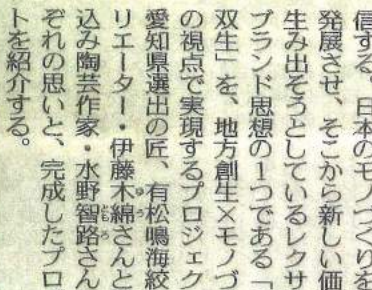 信する。日本のモノづくりを
発展させ、そこから新しい価
生み出そうとしているレクサ
ブランド思想の1つである「
双生」を、地方創生×モノづ
の視点で実現するプロジェク
愛知県選出の匠、有松鳴海絞
リエーター・伊藤木綿さんと
込み陶芸作家・水野智路さん
ぞれの思いと、完成したプロ
トを紹介する。